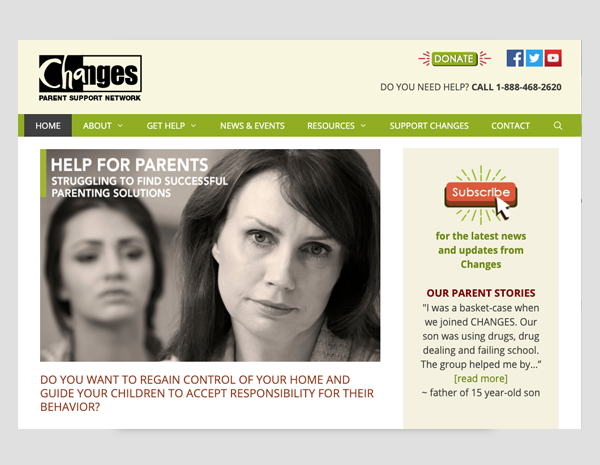 Changes
PARENT SUPPORT NETWORK
DONATE
DO YOU NEED HELP? CALL 1-888-468-2620
HOME ABOUT GET HELP NEWS & EVENTS RESOURCES SUPPORT CHANGES CONTACT
HELP FOR PARENTS
STRUGGLING TO FIND SUCCESSFUL
PARENTING SOLUTIONS
DO YOU WANT TO REGAIN CONTROL OF YOUR HOME AND
GUIDE YOUR CHILDREN TO ACCEPT RESPONSIBILITY FOR THEIR
BEHAVIOR?
Subscribe
for the latest news
and updates from
Changes
OUR PARENT STORIES
"I was a basket-case when
we joined CHANGES. Our
son was using drugs, drug
dealing and failing school.
The group helped me by..."
[read more]
~ father of 15 year-old son